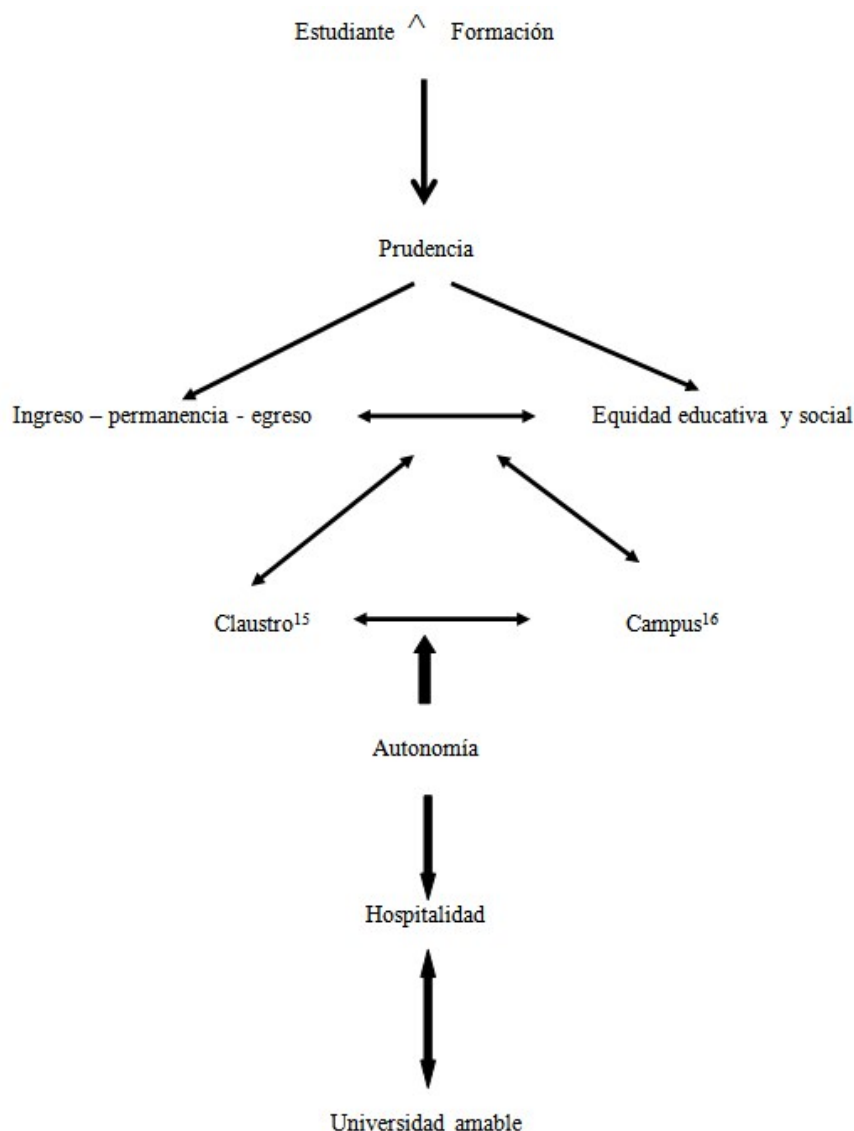 Estudiante ^ Formación
Prudencia
Ingreso – permanencia - egreso
Equidad educativa y social
Claustro¹⁵
Campus¹⁶
Autonomía
Hospitalidad
Universidad amable